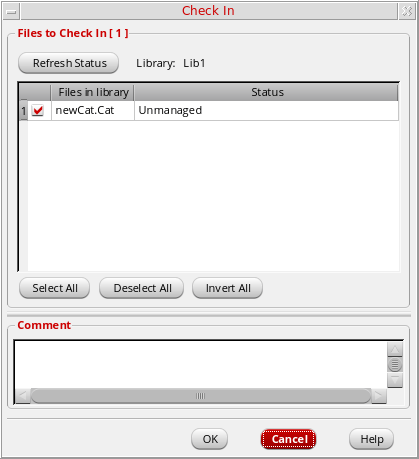 Check In
Files to Check In [ 1 ]
Refresh Status Library: Lib1
Files in library Status
1 newCat.Cat Unmanaged
Select All Deselect All Invert All
Comment
OK Cancel Help